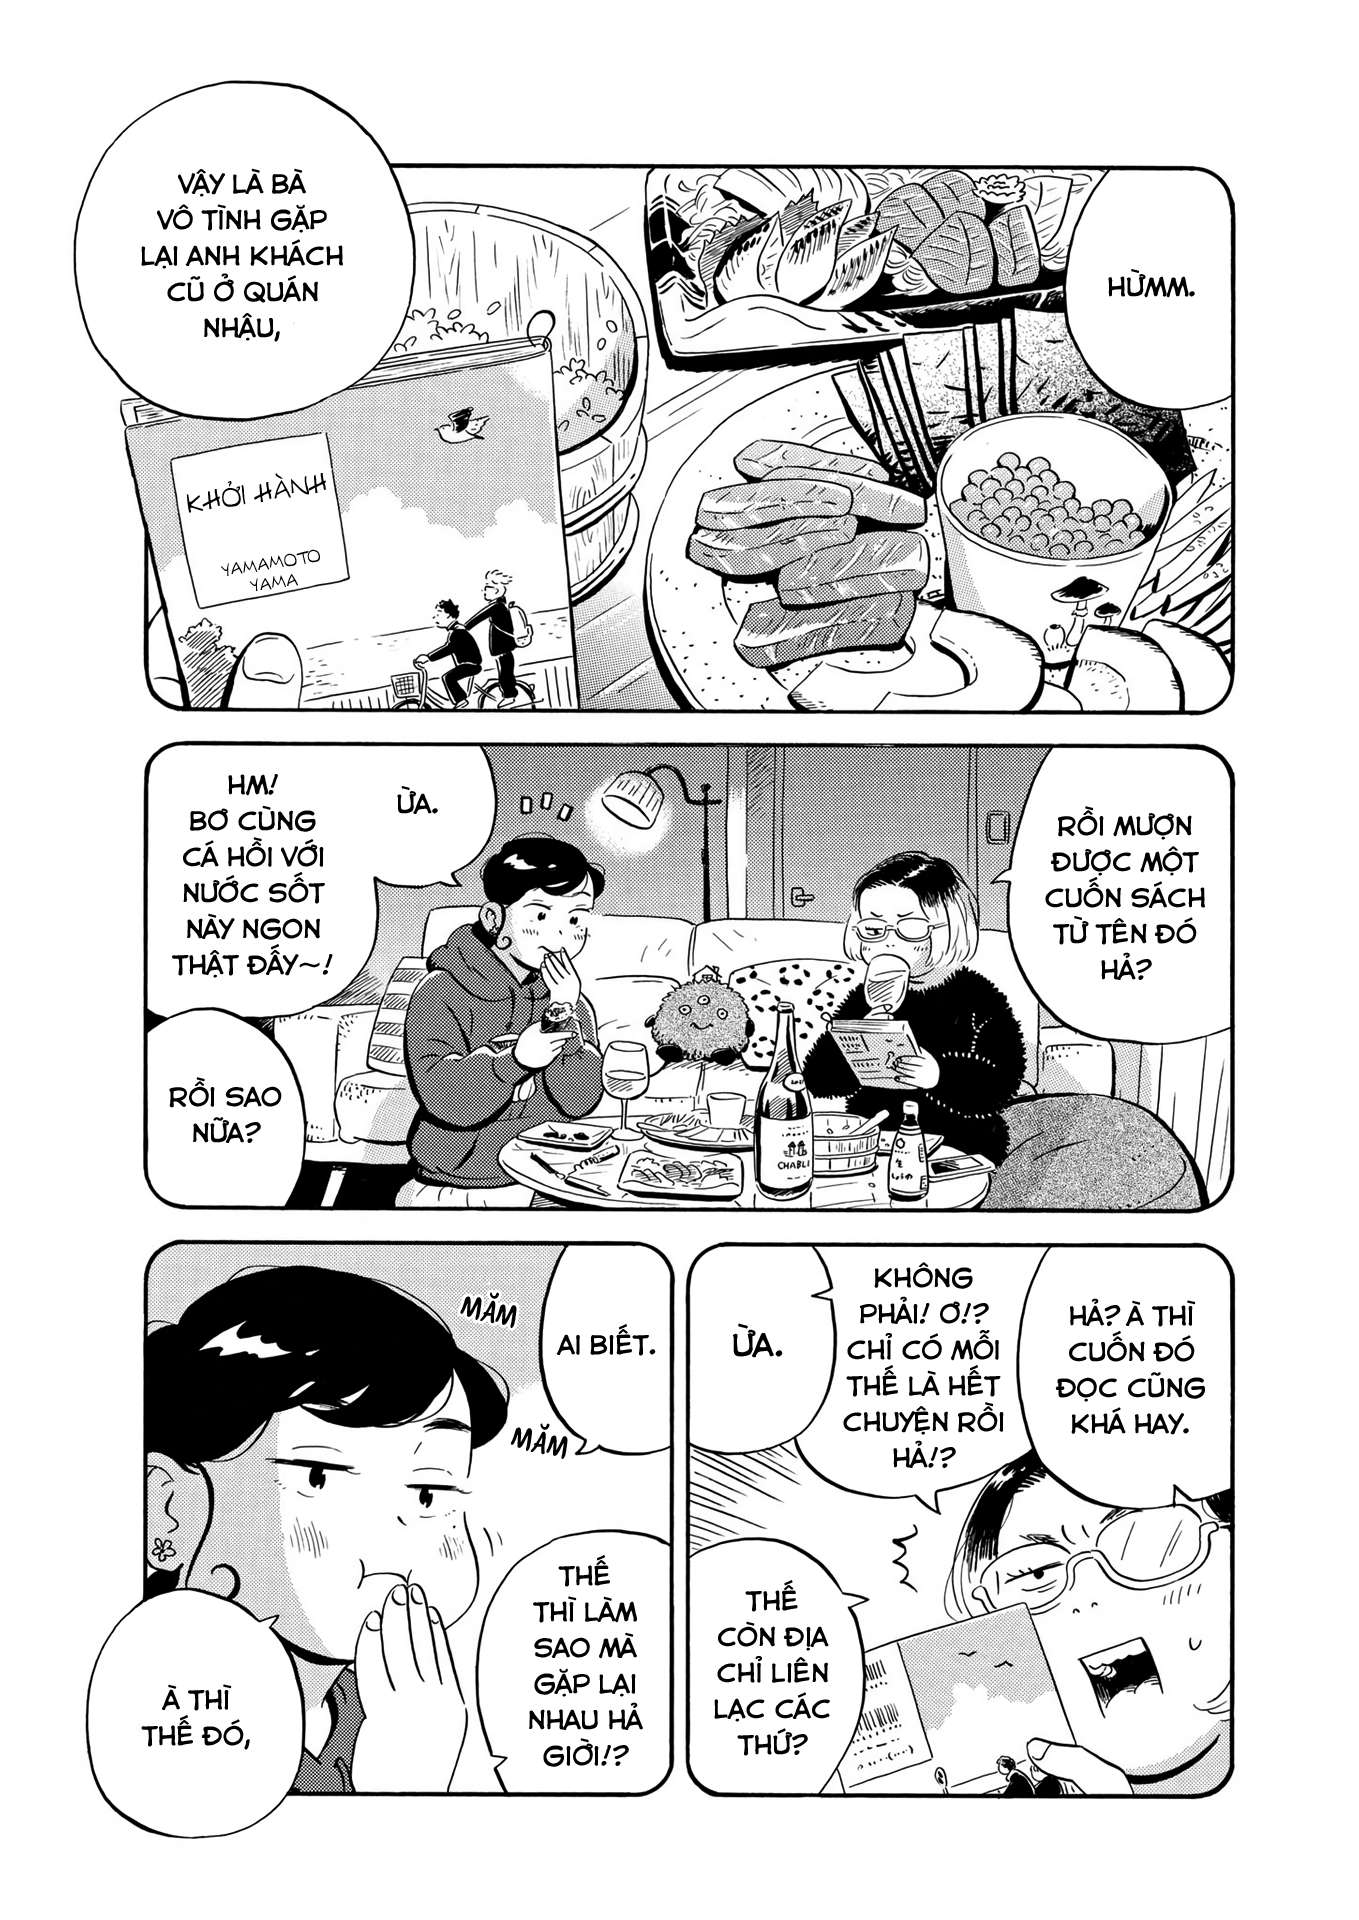 HỪMM.
VẬY LÀ BÀ
VÔ TÌNH GẶP
LẠI ANH KHÁCH
CŨ Ở QUÁN
NHẬU,
KHỞI HÀNH
YAMAMOTO
YAMA
RỒI MƯỢN
ĐƯỢC MỘT
CUỐN SÁCH
TỪ TÊN ĐÓ
HẢ?
ỪA.
HM!
BƠ CÙNG
CÁ HỒI VỚI
NƯỚC SỐT
NÀY NGON
THẬT ĐẤY~!
RỒI SAO
NỮA?
CHABLI
HẢ? À THÌ
CUỐN ĐÓ
ĐỌC CŨNG
KHÁ HAY.
KHÔNG
PHẢI! Ơ!?
CHỈ CÓ MỖI
THẾ LÀ HẾT
CHUYỆN RỒI
HẢ!?
ỪA.
THẾ
CÒN ĐỊA
CHỈ LIÊN
LẠC CÁC
THỨ?
AI BIẾT.
MĂM
MĂM
THẾ
THÌ LÀM
SAO MÀ
GẶP LẠI
NHAU HẢ
GIỜI!?
À THÌ
THẾ ĐÓ,